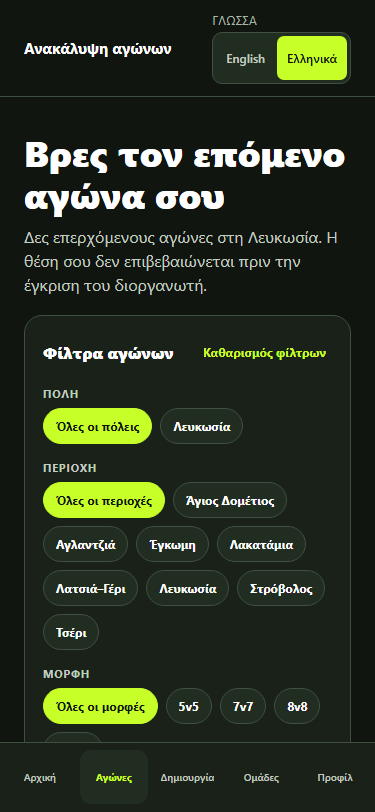 ΓΛΩΣΣΑ
Ανακάλυψη αγώνων
English Ελληνικά
Βρες τον επόμενο
αγώνα σου
Δες επερχόμενους αγώνες στη Λευκωσία. Η
θέση σου δεν επιβεβαιώνεται πριν την
έγκριση του διοργανωτή.
Φίλτρα αγώνων Καθαρισμός φίλτρων
ΠΟΛΗ
Όλες οι πόλεις Λευκωσία
ΠΕΡΙΟΧΗ
Όλες οι περιοχές Άγιος Δομέτιος
Αγλαντζιά Έγκωμη Λακατάμια
Λατσιά–Γέρι Λευκωσία Στρόβολος
Τσέρι
ΜΟΡΦΗ
Όλες οι μορφές 5v5 7v7 8v8
Αρχική Αγώνες Δημιουργία Ομάδες Προφίλ